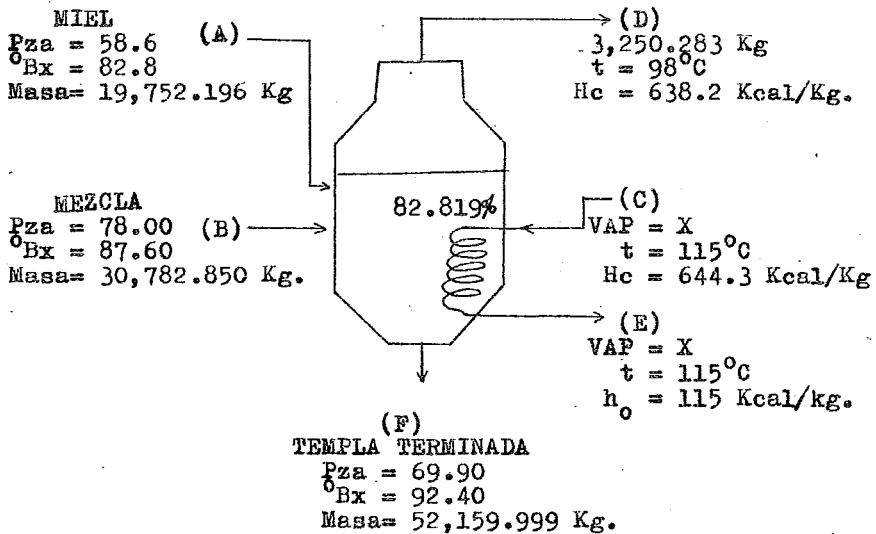 MIEL
Pza = 58.6 (A)
°Bx = 82.8
Masa= 19,752.196 Kg
(D)
3,250.283 Kg
t = 98°C
Hc = 638.2 Kcal/Kg.
MEZCLA
Pza = 78.00 (B)
°Bx = 87.60
Masa= 30,782.850 Kg.
82.819%
(C)
VAP = X
t = 115°C
Hc = 644.3 Kcal/Kg
(E)
VAP = X
t = 115°C
ho = 115 Kcal/kg.
(F)
TEMPLA TERMINADA
Pza = 69.90
°Bx = 92.40
Masa= 52,159.999 Kg.